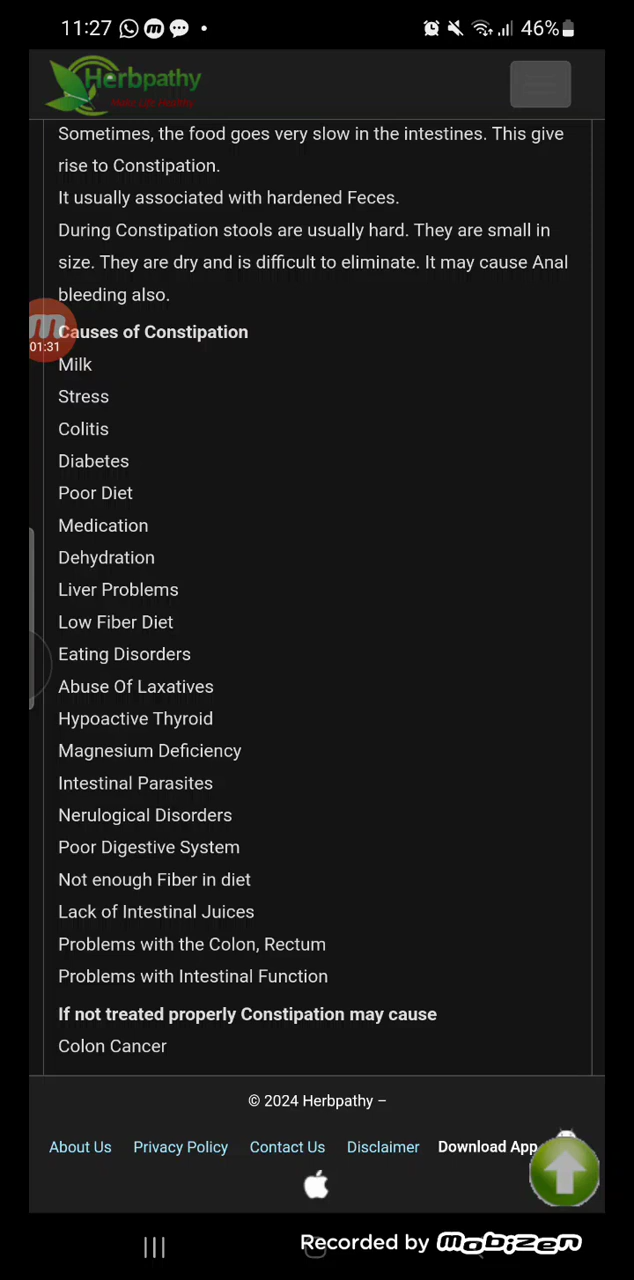 11:27
46%
Herbpathy
Make Life Healthy
Sometimes, the food goes very slow in the intestines. This give
rise to Constipation.
It usually associated with hardened Feces.
During Constipation stools are usually hard. They are small in
size. They are dry and is difficult to eliminate. It may cause Anal
bleeding also.
Causes of Constipation
01:31
Milk
Stress
Colitis
Diabetes
Poor Diet
Medication
Dehydration
Liver Problems
Low Fiber Diet
Eating Disorders
Abuse Of Laxatives
Hypoactive Thyroid
Magnesium Deficiency
Intestinal Parasites
Nerulogical Disorders
Poor Digestive System
Not enough Fiber in diet
Lack of Intestinal Juices
Problems with the Colon, Rectum
Problems with Intestinal Function
If not treated properly Constipation may cause
Colon Cancer
© 2024 Herbpathy –
About Us Privacy Policy Contact Us Disclaimer Download App
Recorded by mobizen